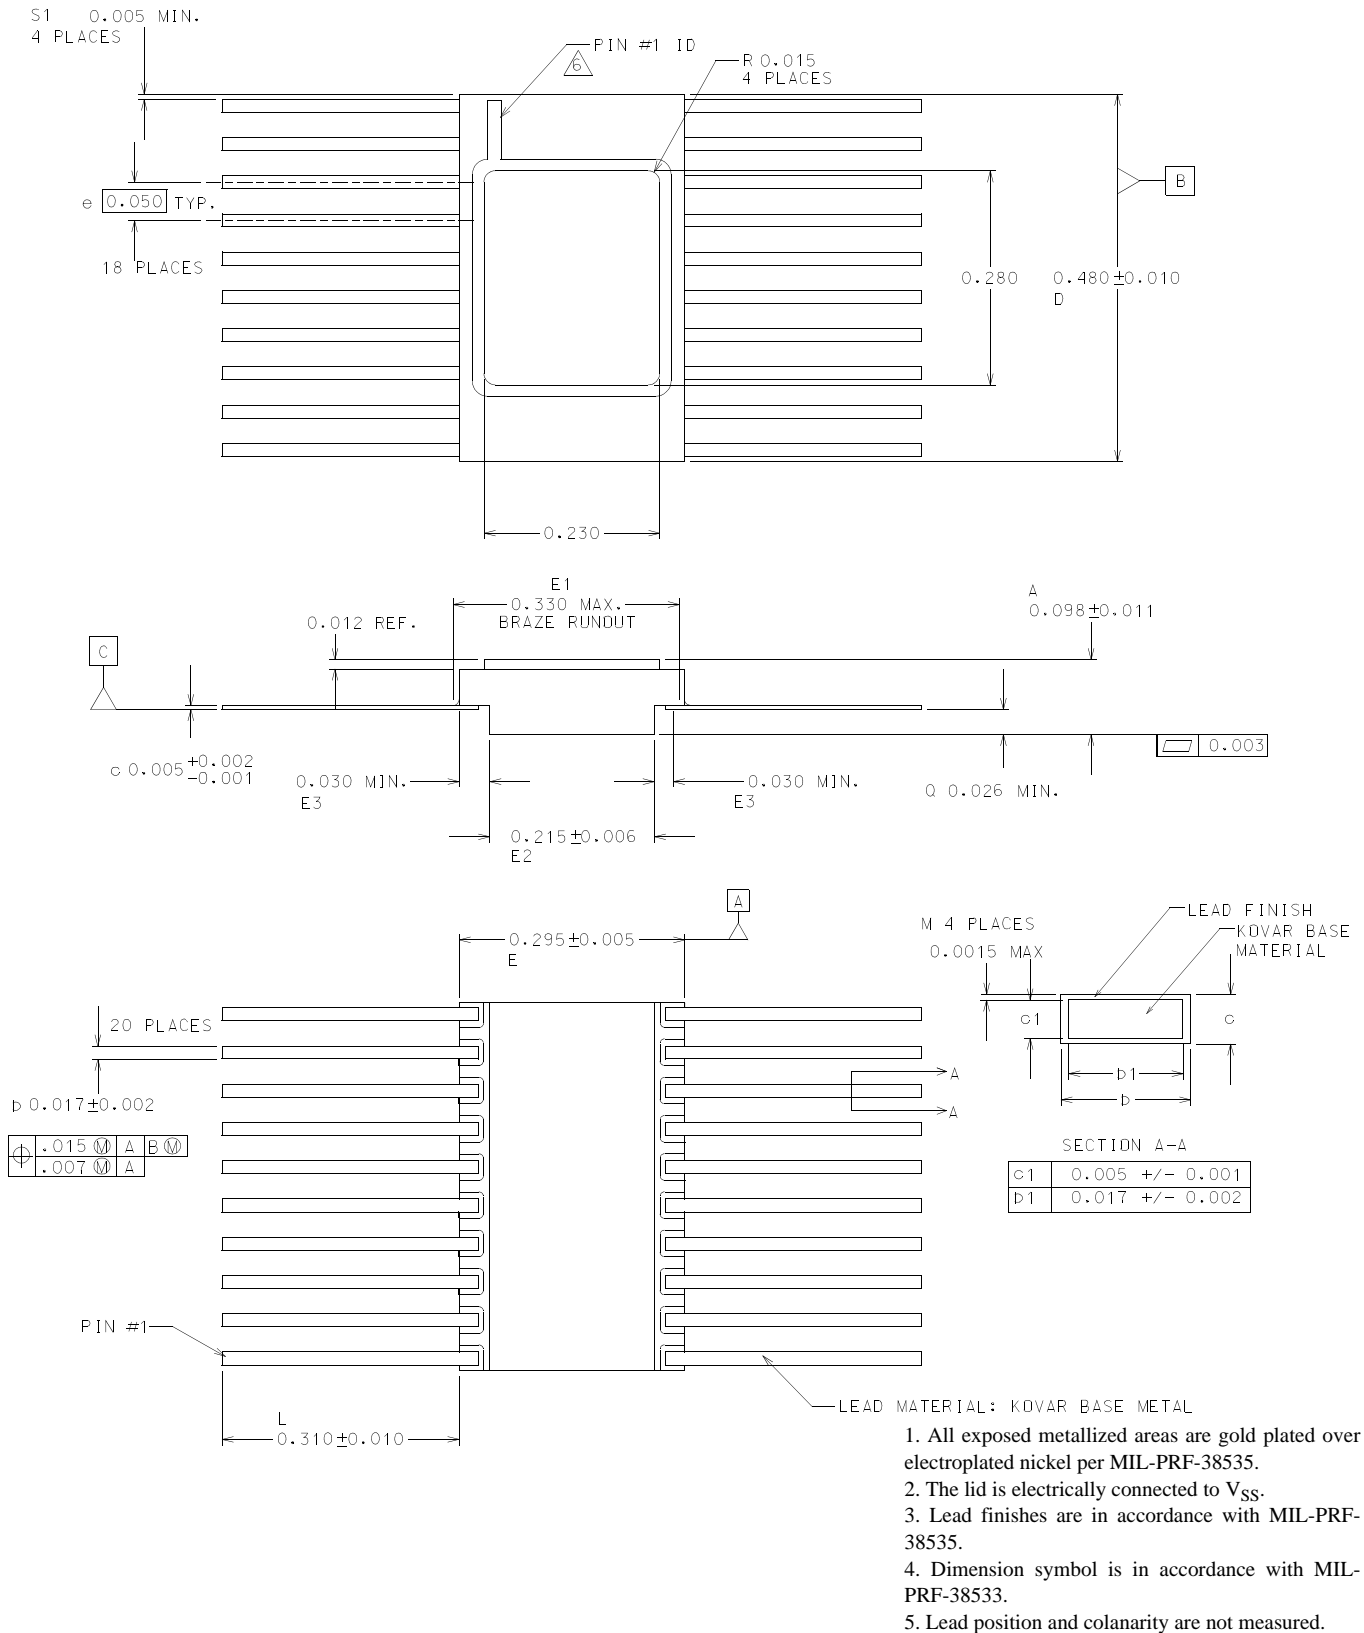 S1 0.005 MIN.
4 PLACES
PIN #1 ID
6
R 0.015
4 PLACES
B
e 0.050 TYP.
18 PLACES
0.280
0.480±0.010
D
0.230
E1
0.330 MAX.
BRAZE RUNOUT
0.012 REF.
A
0.098±0.011
C
c 0.005 +0.002
-0.001
0.030 MIN.
E3
0.030 MIN.
E3
Q 0.026 MIN.
0.003
0.215±0.006
E2
A
0.295±0.005
E
M 4 PLACES
0.0015 MAX
LEAD FINISH
KOVAR BASE
MATERIAL
c1
c
b1
b
20 PLACES
b 0.017±0.002
.015 Ⓜ A B Ⓜ
.007 Ⓜ A
A
A
SECTION A-A
c1 0.005 +/- 0.001
b1 0.017 +/- 0.002
PIN #1
L
0.310±0.010
LEAD MATERIAL: KOVAR BASE METAL
1. All exposed metallized areas are gold plated over
electroplated nickel per MIL-PRF-38535.
2. The lid is electrically connected to VSS.
3. Lead finishes are in accordance with MIL-PRF-
38535.
4. Dimension symbol is in accordance with MIL-
PRF-38533.
5. Lead position and colanarity are not measured.